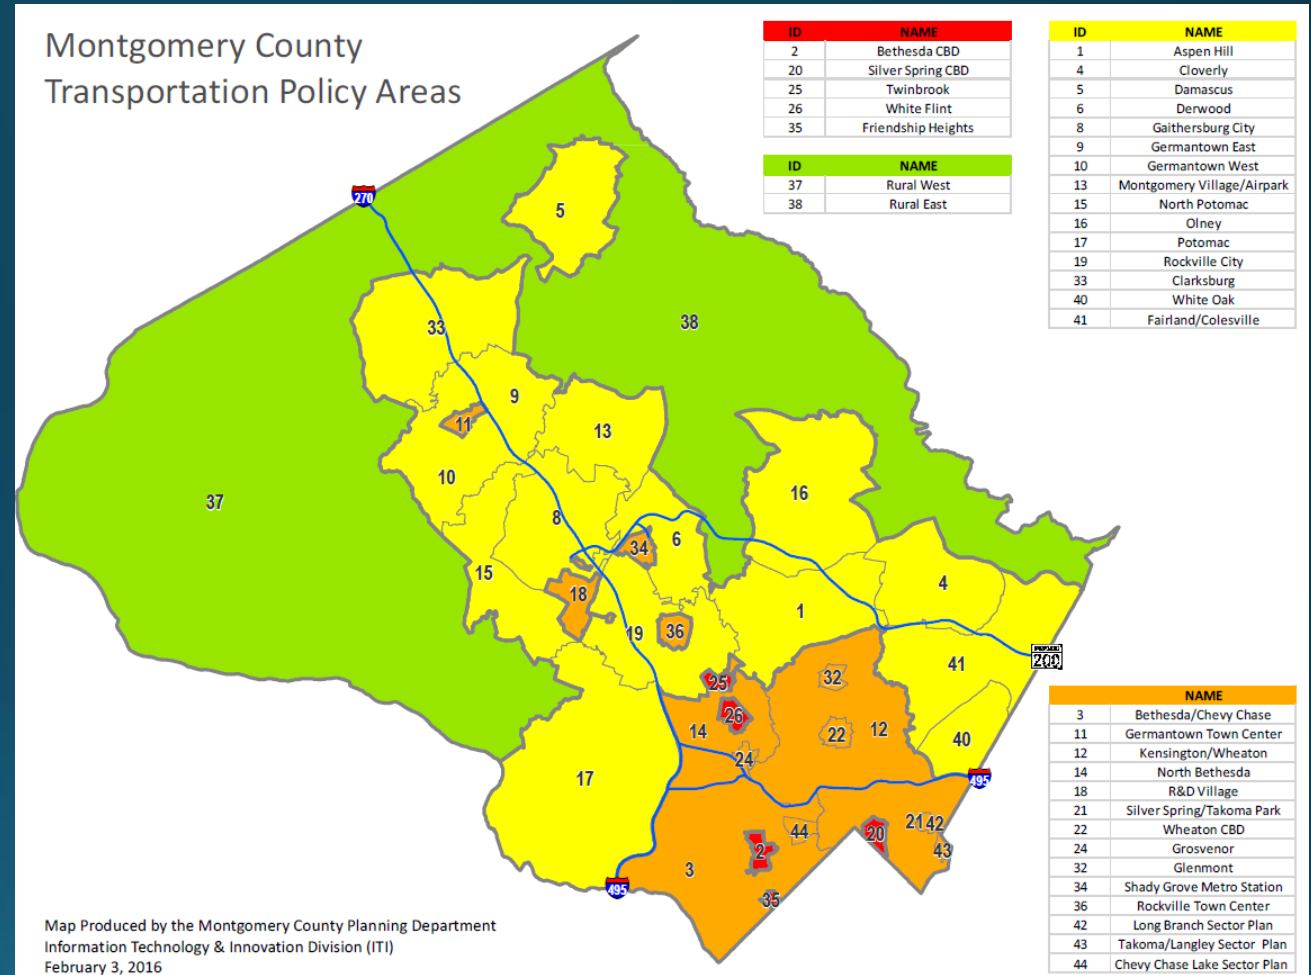 Montgomery County
Transportation Policy Areas
ID NAME
2 Bethesda CBD
20 Silver Spring CBD
25 Twinbrook
26 White Flint
35 Friendship Heights
ID NAME
37 Rural West
38 Rural East
ID NAME
1 Aspen Hill
4 Cloverly
5 Damascus
6 Derwood
8 Gaithersburg City
9 Germantown East
10 Germantown West
13 Montgomery Village/Airpark
15 North Potomac
16 Olney
17 Potomac
19 Rockville City
33 Clarksburg
40 White Oak
41 Fairland/Colesville
270
5
38
33
9
11
13
10
16
37
8
34
6
15
18
4
1
19
36
41
200
25
32
26
14
22
12
40
24
17
495
44
20
21
42
2
43
3
35
495
NAME
3 Bethesda/Chevy Chase
11 Germantown Town Center
12 Kensington/Wheaton
14 North Bethesda
18 R&D Village
21 Silver Spring/Takoma Park
22 Wheaton CBD
24 Grosvenor
32 Glenmont
34 Shady Grove Metro Station
36 Rockville Town Center
42 Long Branch Sector Plan
43 Takoma/Langley Sector Plan
44 Chevy Chase Lake Sector Plan
Map Produced by the Montgomery County Planning Department
Information Technology & Innovation Division (ITI)
February 3, 2016